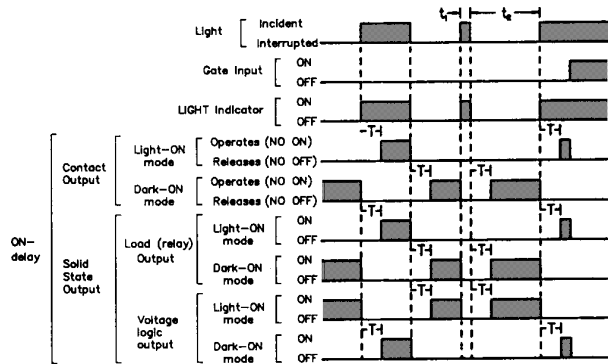 t₁ t₂
Light Incident
Interrupted
Gate Input ON
OFF
LIGHT Indicator ON
OFF
T T
Contact Output Light-ON mode Operates (NO ON)
Releases (NO OFF)
T T
Dark-ON mode Operates (NO ON)
Releases (NO OFF)
T T
ON-delay
Solid State Output Load (relay) Output Light-ON mode ON
OFF
T T
Dark-ON mode ON
OFF
T T
Voltage logic output Light-ON mode ON
OFF
T T
Dark-ON mode ON
OFF